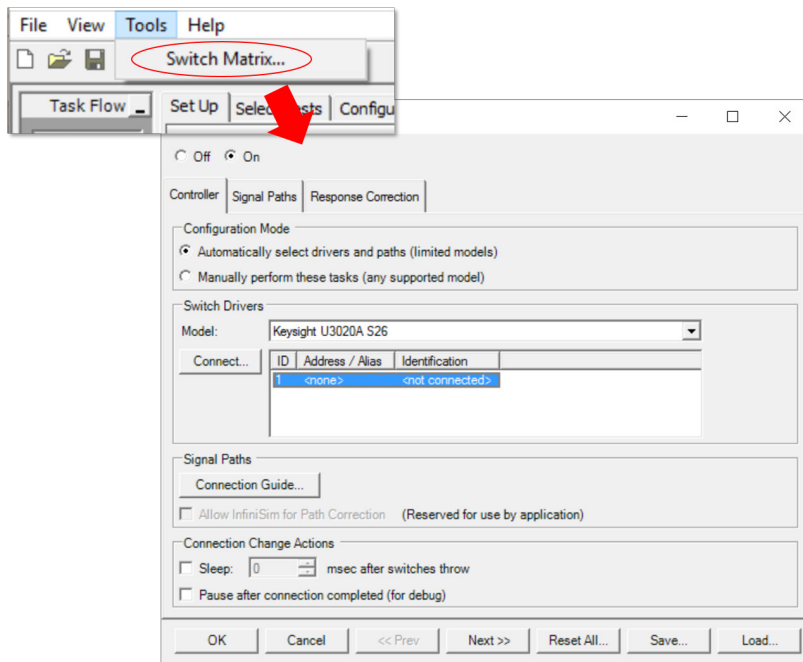 File View Tools Help
Switch Matrix...
Task Flow Set Up Select Tests Configu
Off On
Controller Signal Paths Response Correction
Configuration Mode
Automatically select drivers and paths (limited models)
Manually perform these tasks (any supported model)
Switch Drivers
Model: Keysight U3020A S26
Connect... ID Address / Alias Identification
1 <none> <not connected>
Signal Paths
Connection Guide...
Allow InfiniSim for Path Correction (Reserved for use by application)
Connection Change Actions
Sleep: 0 msec after switches throw
Pause after connection completed (for debug)
OK Cancel << Prev Next >> Reset All... Save... Load...